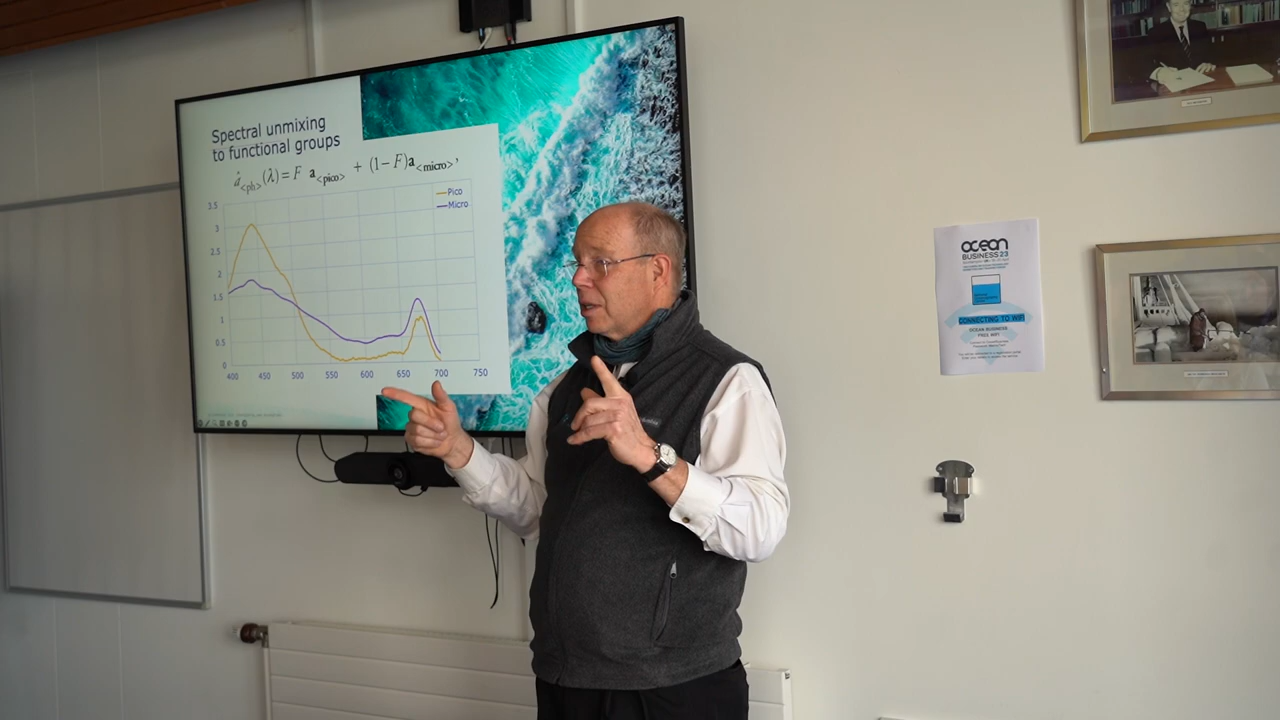 Spectral unmixing
to functional groups
â<ph>(λ) = F a<pico> + (1−F)a<micro>,
Pico
Micro
3.5
3
2.5
2
1.5
1
0.5
0
400 450 500 550 600 650 700 750
OCEAN
BUSINESS 23
CONNECTING TO WIFI
OCEAN BUSINESS
FREE WIFI